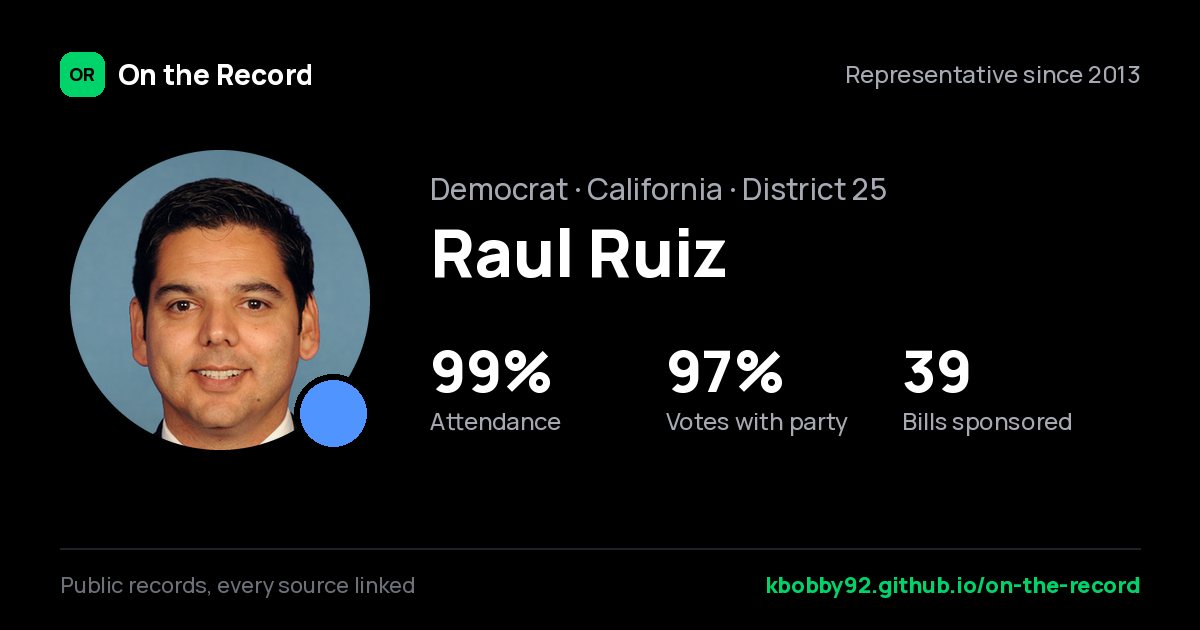 OR On the Record
Representative since 2013
Democrat · California · District 25
Raul Ruiz
99% 97% 39
Attendance Votes with party Bills sponsored
Public records, every source linked
kbobby92.github.io/on-the-record